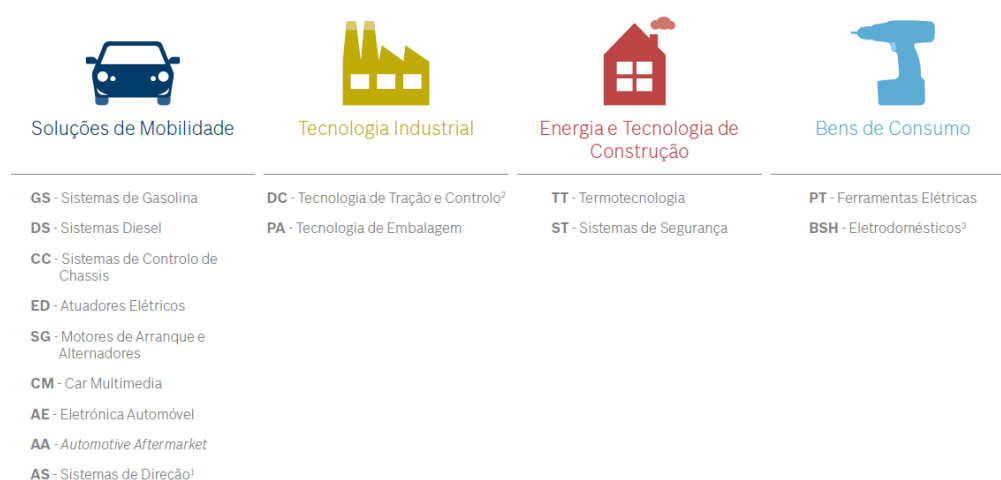 Soluções de Mobilidade
GS - Sistemas de Gasolina
DS - Sistemas Diesel
CC - Sistemas de Controlo de
Chassis
ED - Atuadores Elétricos
SG - Motores de Arranque e
Alternadores
CM - Car Multimedia
AE - Eletrónica Automóvel
AA - Automotive Aftermarket
AS - Sistemas de Direcão¹
Tecnologia Industrial
DC - Tecnologia de Tração e Controlo²
PA - Tecnologia de Embalagem
Energia e Tecnologia de
Construção
TT - Termotecnologia
ST - Sistemas de Segurança
Bens de Consumo
PT - Ferramentas Elétricas
BSH - Eletrodomésticos³